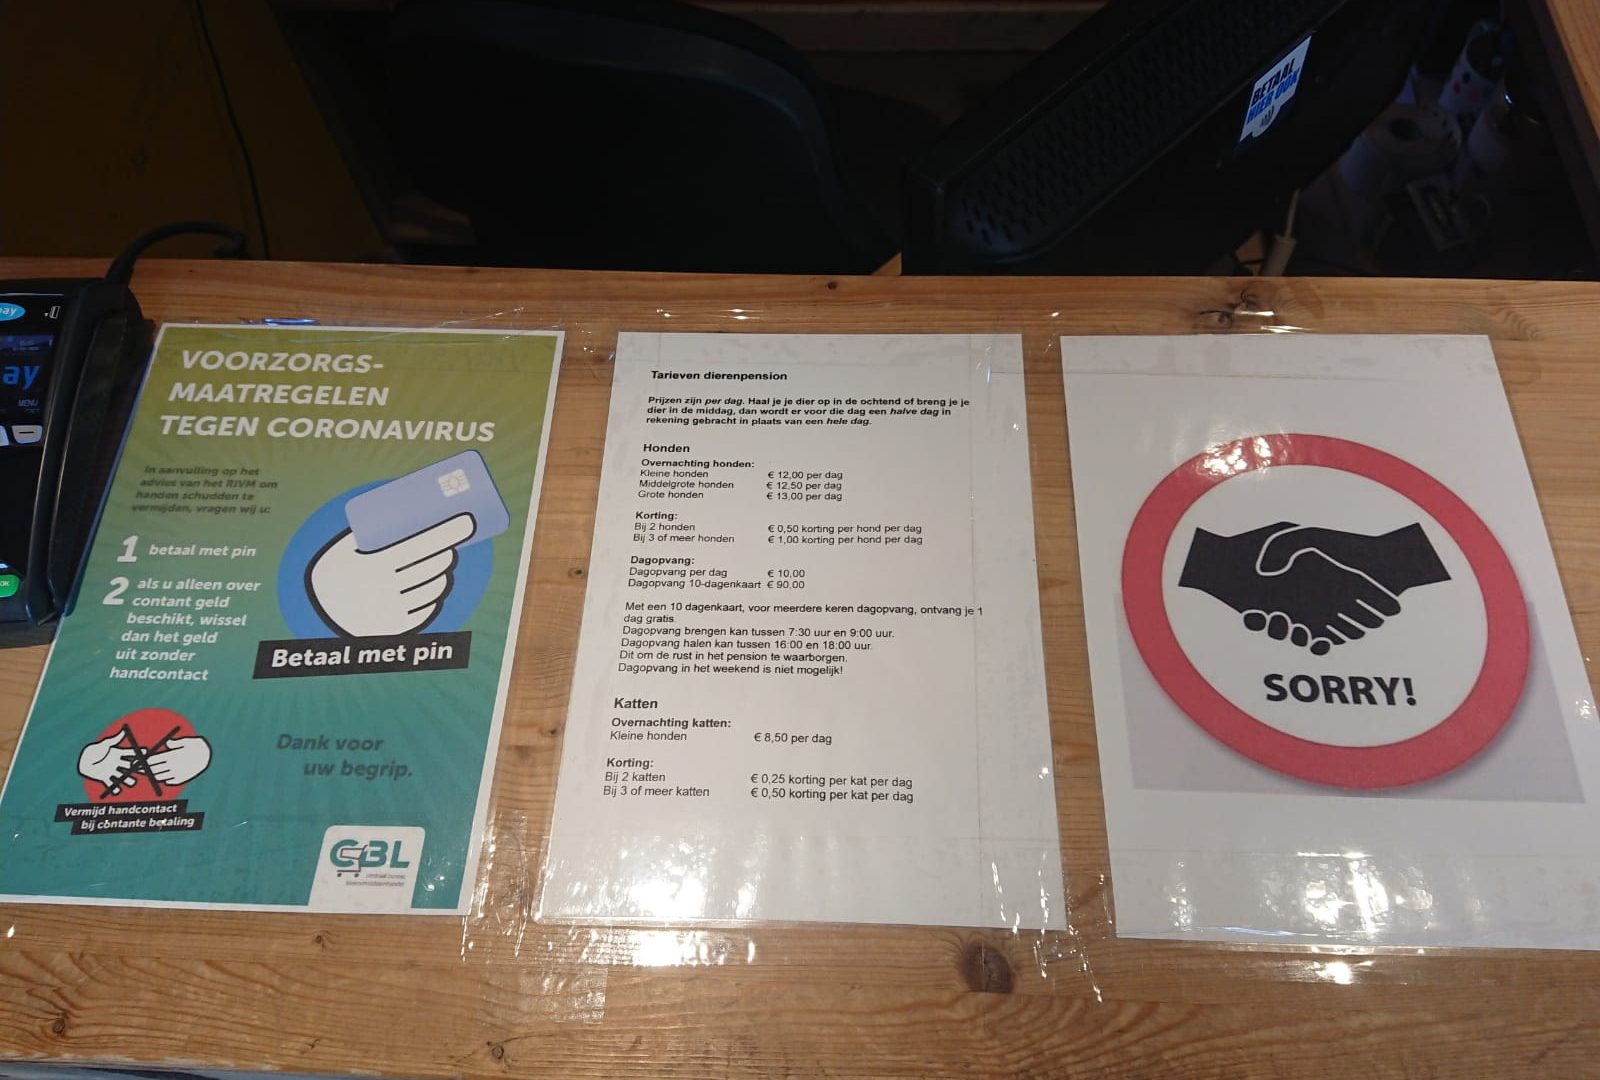 BETAAL
HIER OOK
ay
ay
MENU
OK
VOORZORGS-
MAATREGELEN
TEGEN CORONAVIRUS
In aanvulling op het
advies van het RIVM om
handen schudden te
vermijden, vragen wij u:
1 betaal met pin
2 als u alleen over
contant geld
beschikt, wissel
dan het geld
uit zonder
handcontact
Betaal met pin
Vermijd handcontact
bij contante betaling
Dank voor
uw begrip.
CBL
Tarieven dierenpension
Prijzen zijn per dag. Haal je je dier op in de ochtend of breng je je
dier in de middag, dan wordt er voor die dag een halve dag in
rekening gebracht in plaats van een hele dag.
Honden
Overnachting honden:
Kleine honden € 12,00 per dag
Middelgrote honden € 12,50 per dag
Grote honden € 13,00 per dag
Korting:
Bij 2 honden € 0,50 korting per hond per dag
Bij 3 of meer honden € 1,00 korting per hond per dag
Dagopvang:
Dagopvang per dag € 10,00
Dagopvang 10-dagenkaart € 90,00
Met een 10 dagenkaart, voor meerdere keren dagopvang, ontvang je 1
dag gratis.
Dagopvang brengen kan tussen 7:30 uur en 9:00 uur.
Dagopvang halen kan tussen 16:00 en 18:00 uur.
Dit om de rust in het pension te waarborgen.
Dagopvang in het weekend is niet mogelijk!
Katten
Overnachting katten:
Kleine honden € 8,50 per dag
Korting:
Bij 2 katten € 0,25 korting per kat per dag
Bij 3 of meer katten € 0,50 korting per kat per dag
SORRY!